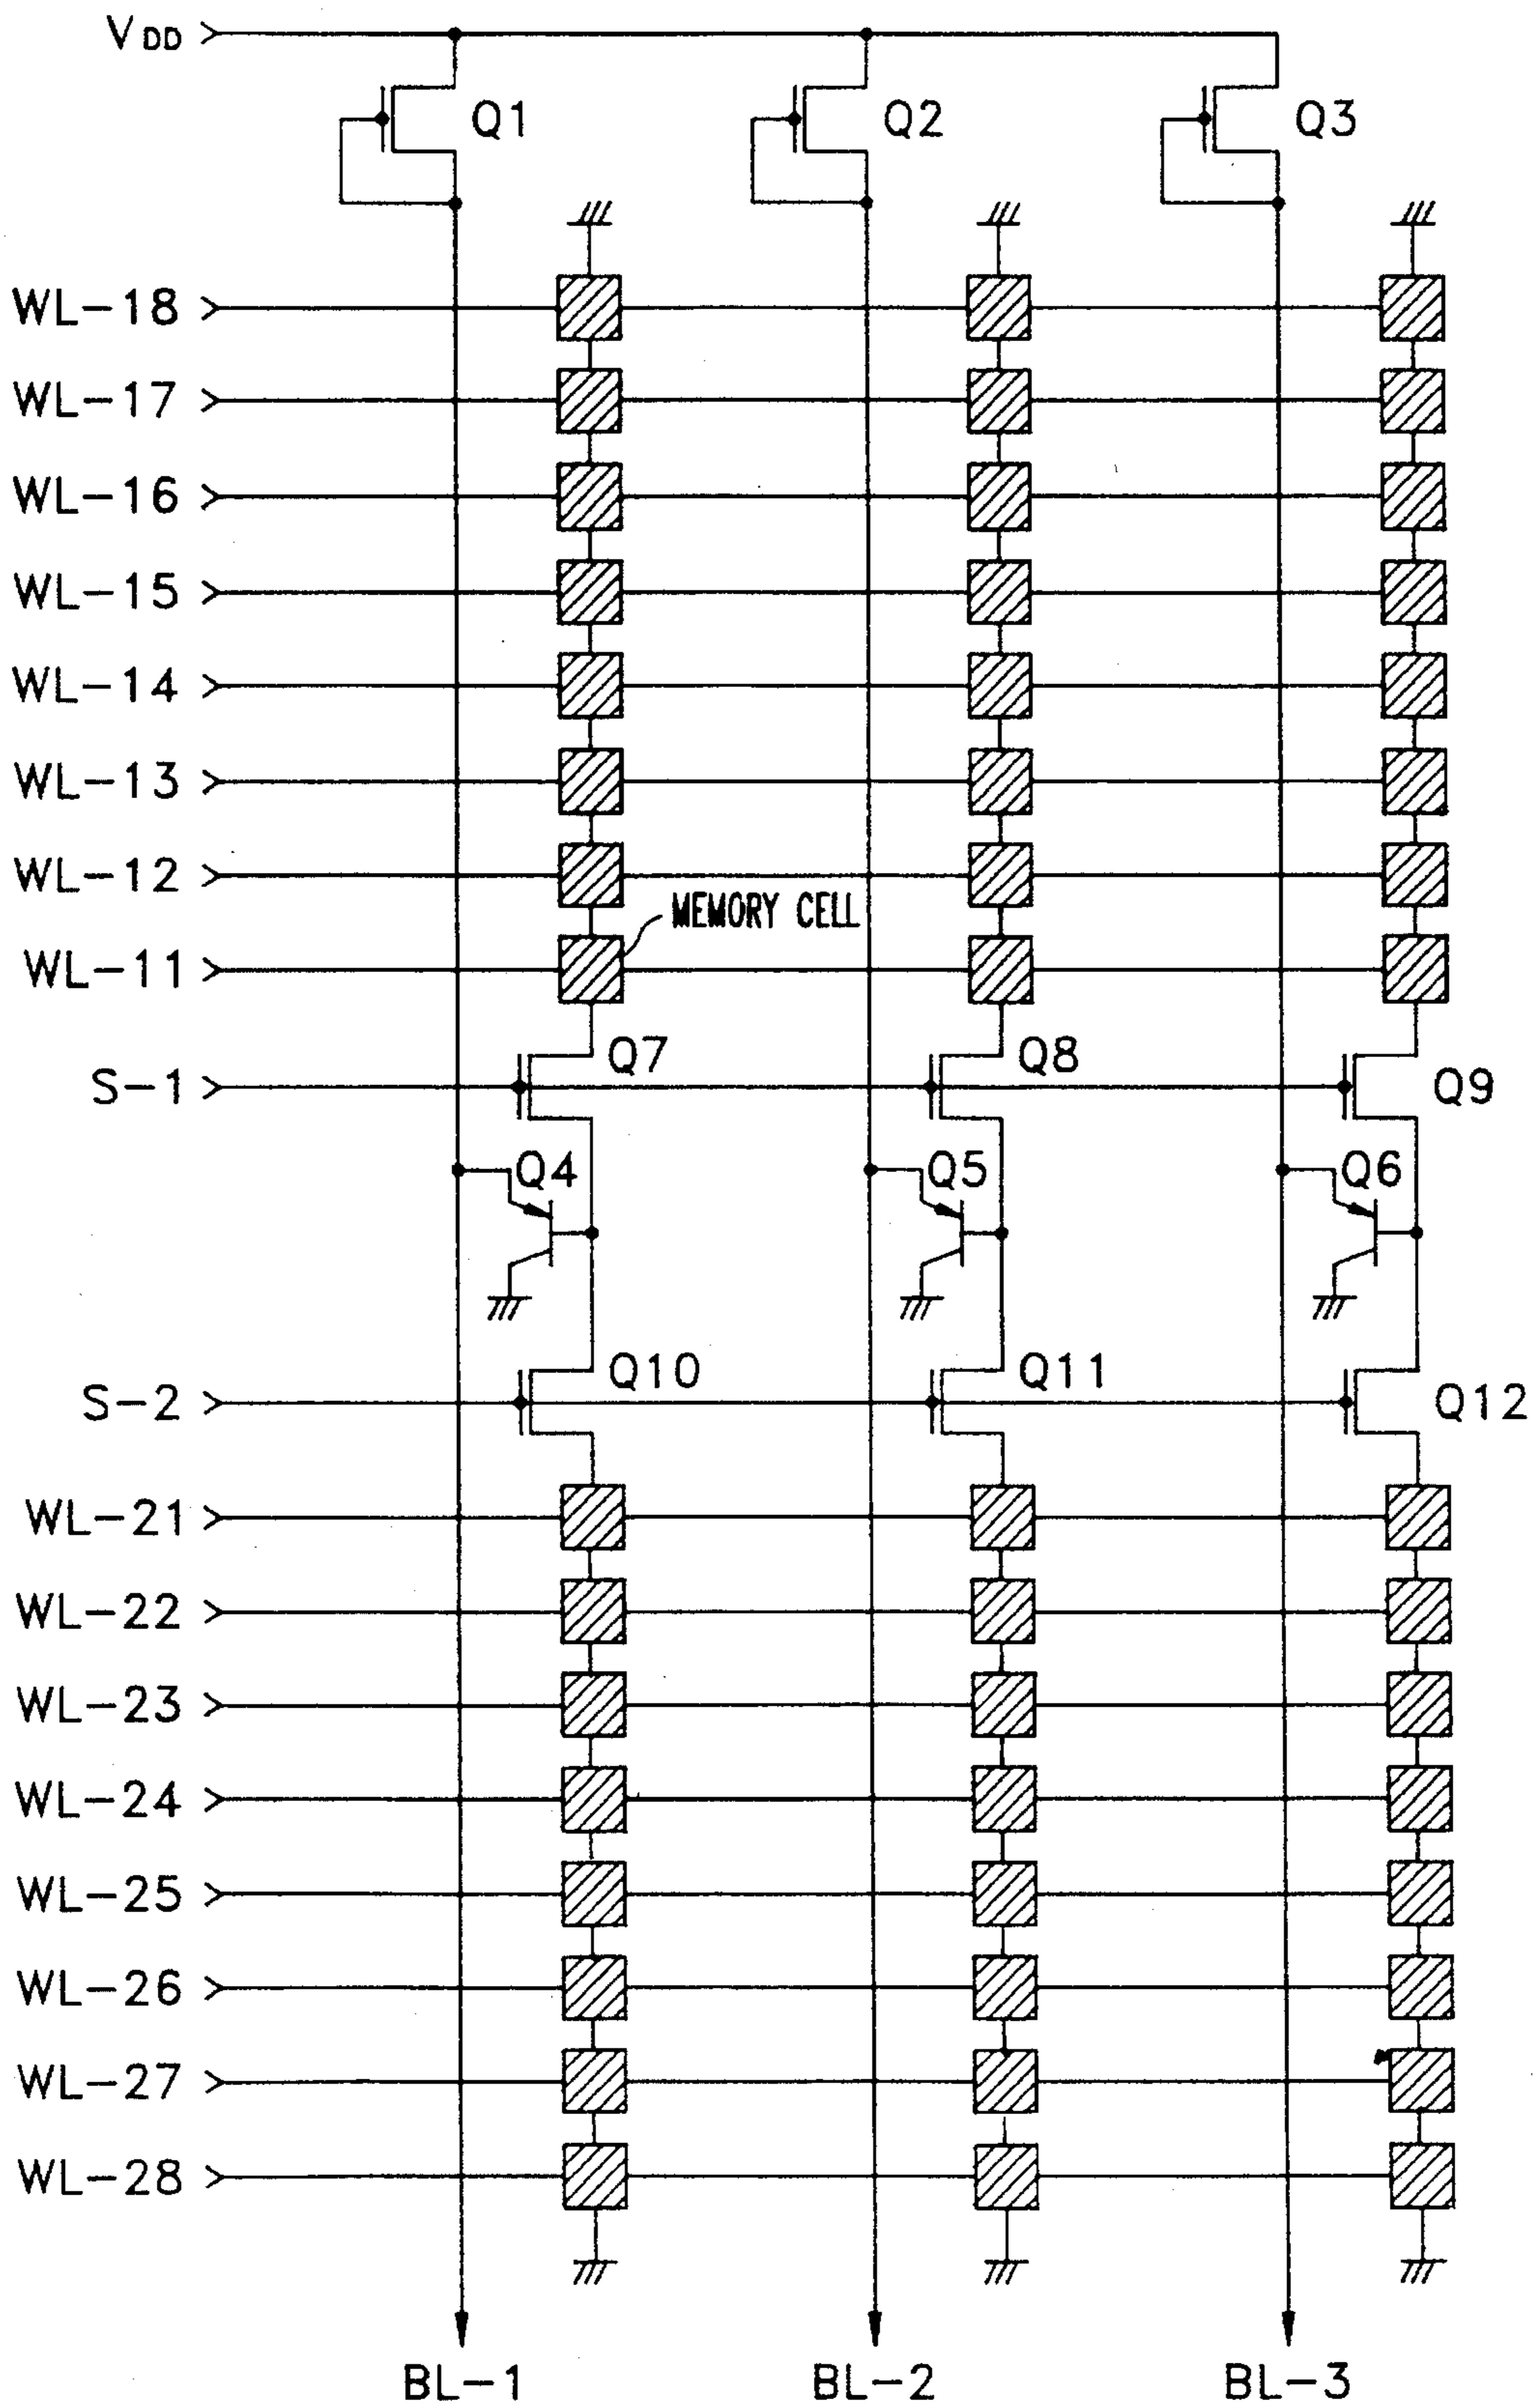 VDD
Q1 Q2 Q3
WL-18
WL-17
WL-16
WL-15
WL-14
WL-13
WL-12
MEMORY CELL
WL-11
Q7 Q8
S-1 Q9
Q4 Q5 Q6
Q10 Q11
S-2 Q12
WL-21
WL-22
WL-23
WL-24
WL-25
WL-26
WL-27
WL-28
BL-1 BL-2 BL-3